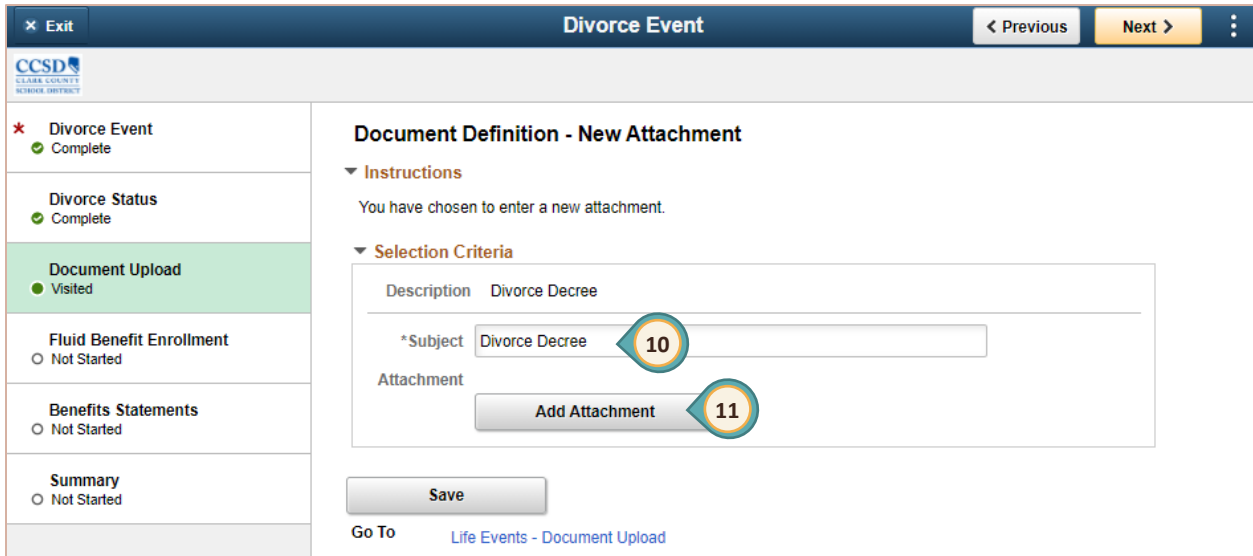 × Exit
Divorce Event
< Previous
Next >
CCSD
CLARK COUNTY
SCHOOL DISTRICT
* Divorce Event
Complete
Divorce Status
Complete
Document Upload
Visited
Fluid Benefit Enrollment
Not Started
Benefits Statements
Not Started
Summary
Not Started
Document Definition - New Attachment
Instructions
You have chosen to enter a new attachment.
Selection Criteria
Description Divorce Decree
*Subject Divorce Decree 10
Attachment
Add Attachment 11
Save
Go To Life Events - Document Upload